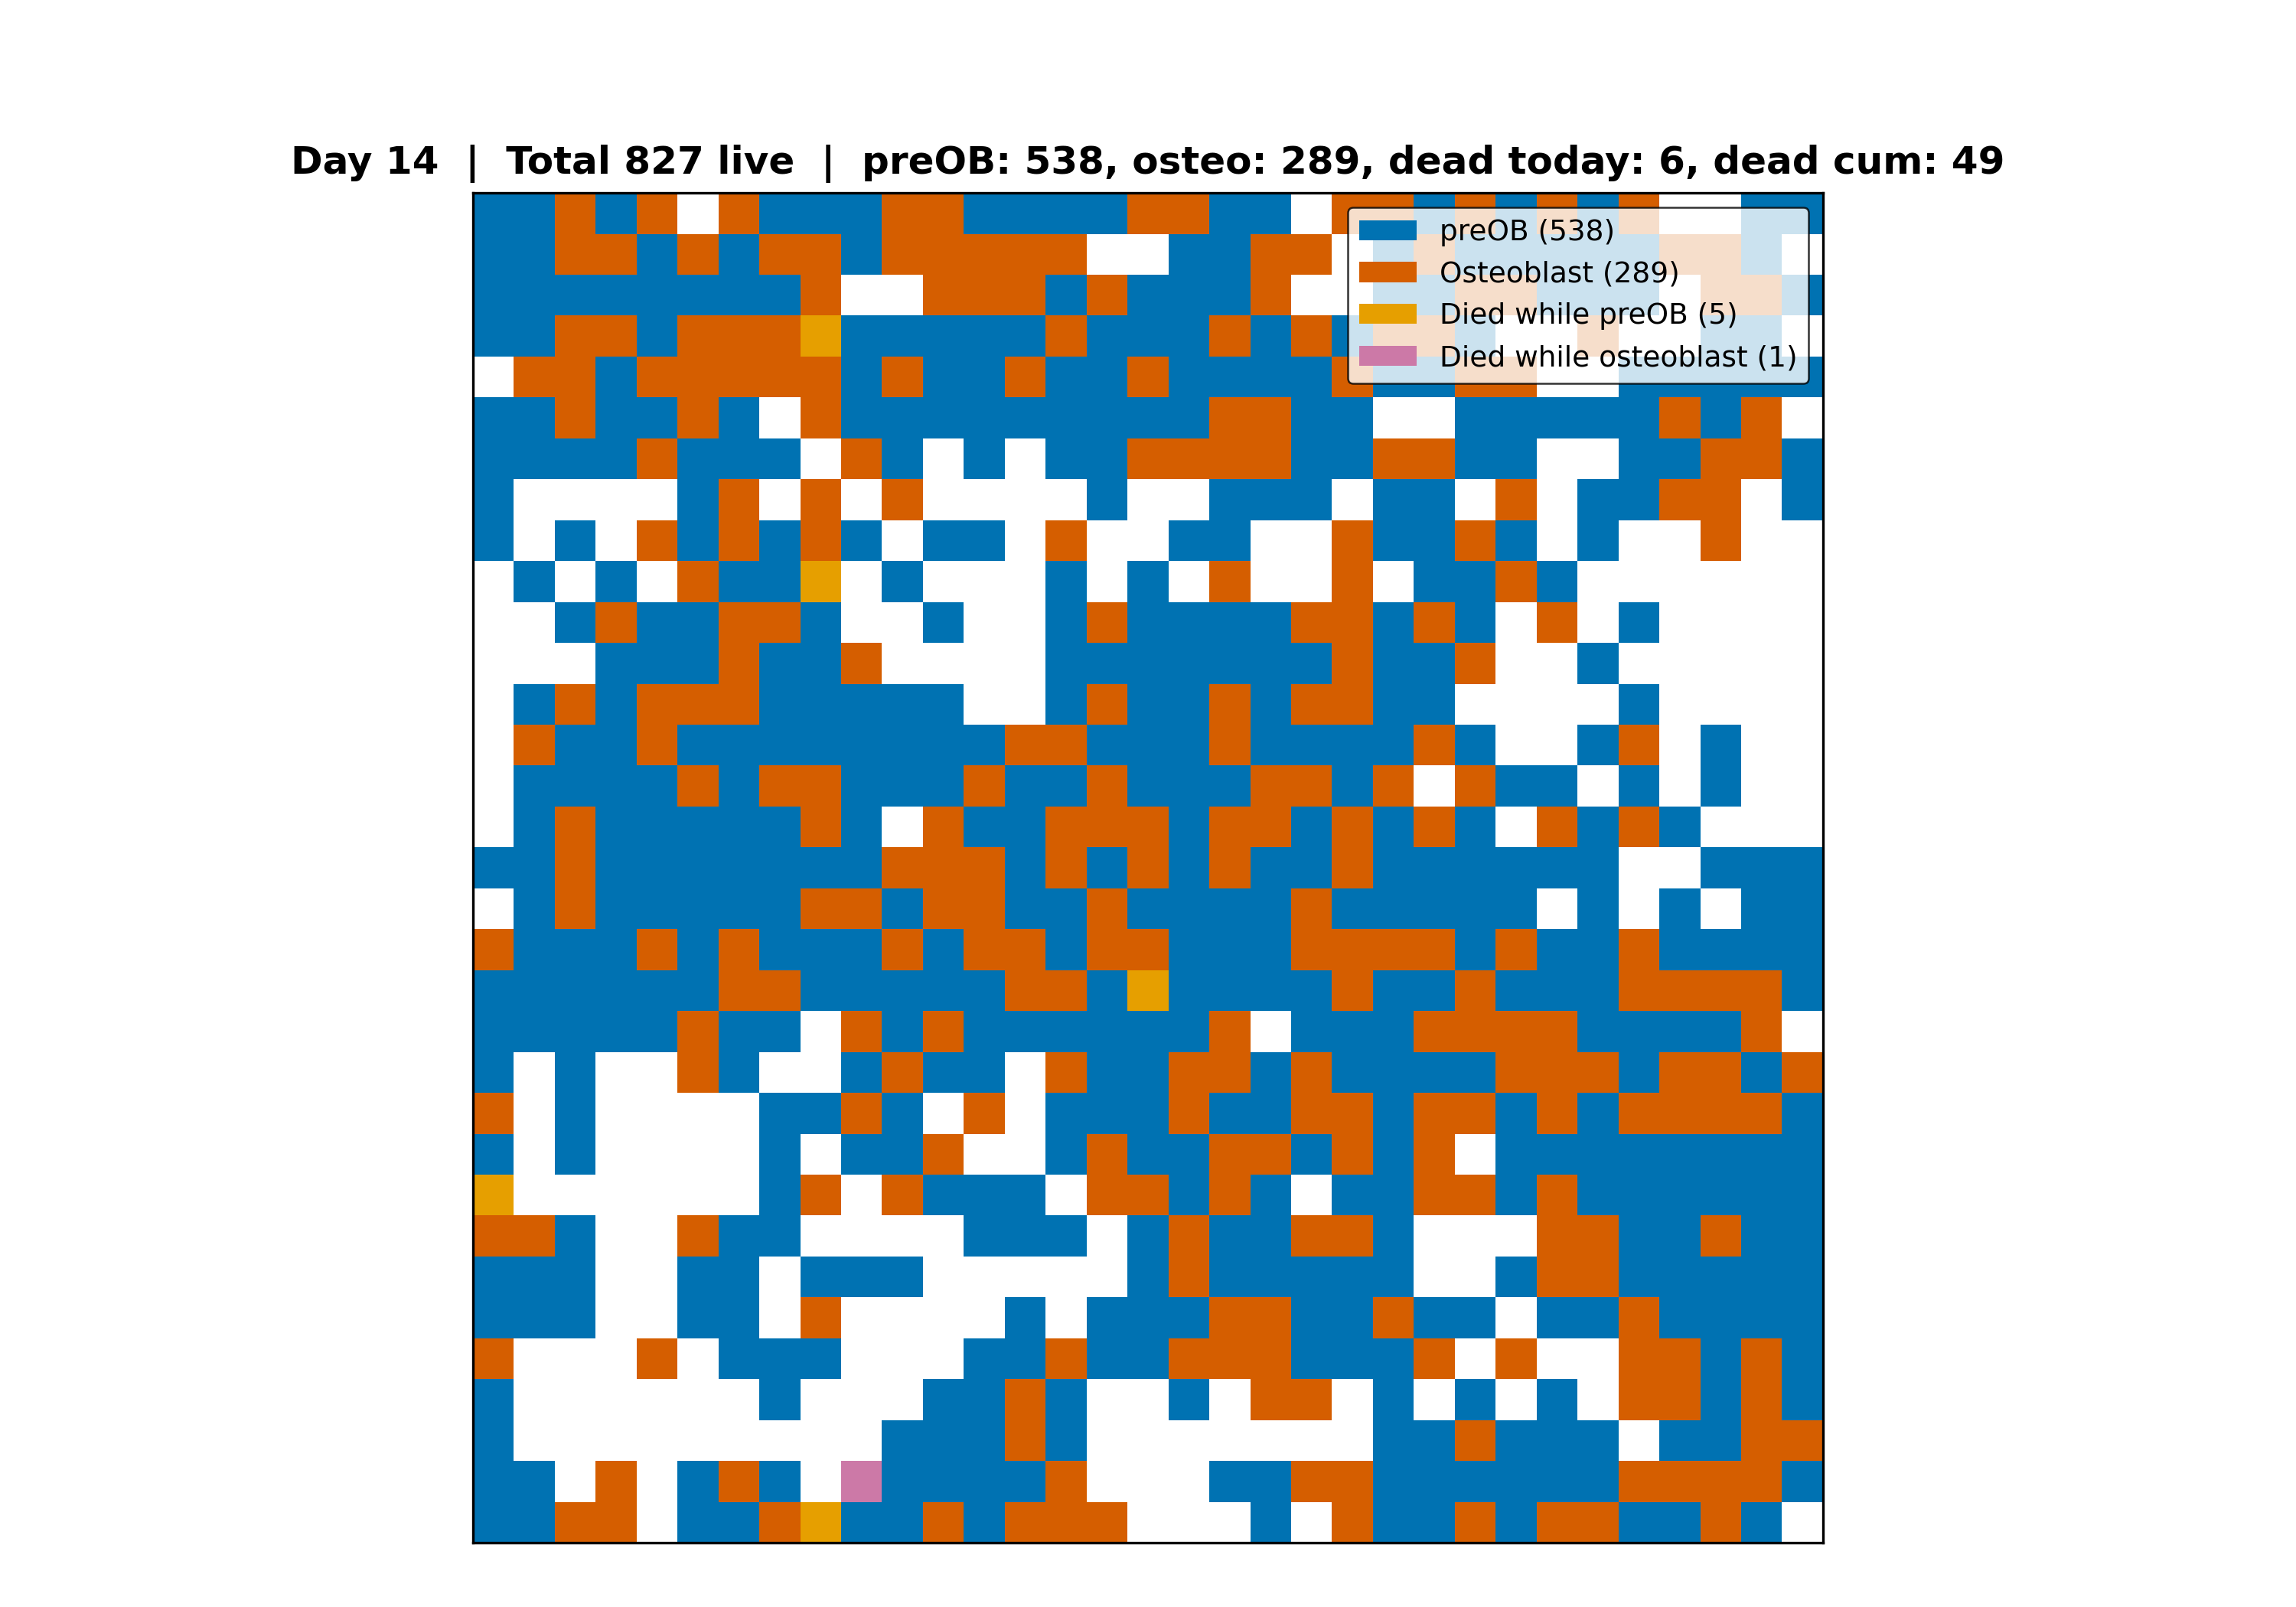 Day 14 | Total 827 live | preOB: 538, osteo: 289, dead today: 6, dead cum: 49
preOB (538)
Osteoblast (289)
Died while preOB (5)
Died while osteoblast (1)